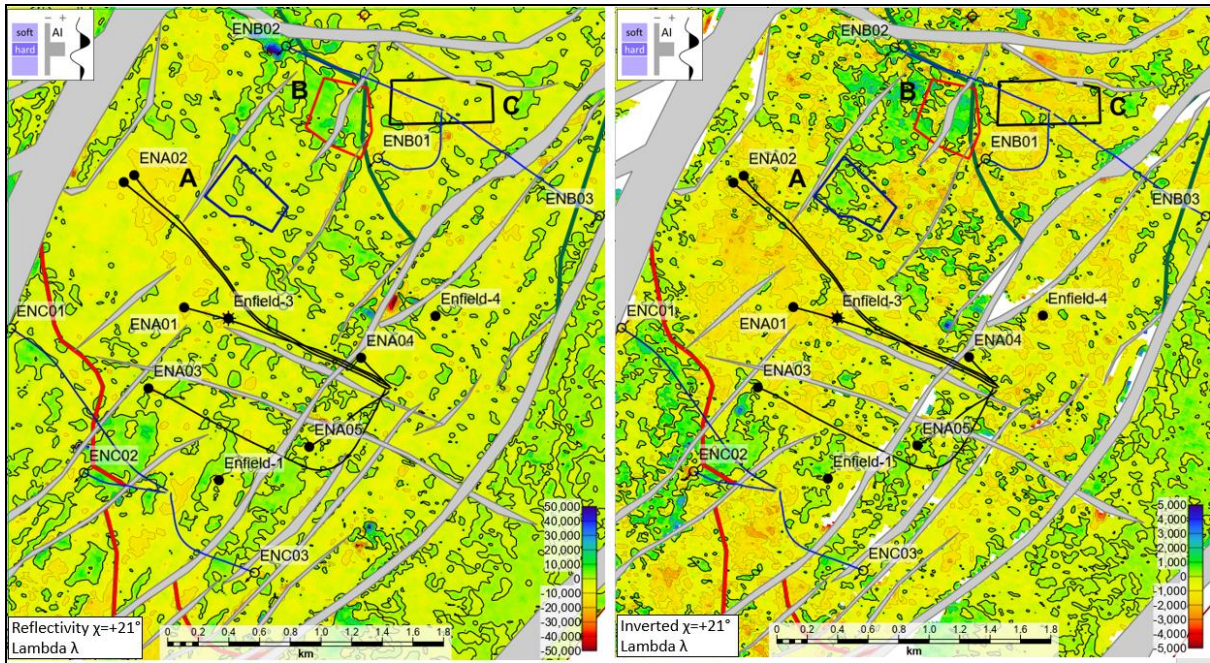 soft
hard
- +
AI
ENB02
B
C
ENB01
ENA02
A
ENB03
ENC01
ENA01
Enfield-3
Enfield-4
ENA04
ENA03
ENA05
ENC02
Enfield-1
ENC03
50,000
40,000
30,000
20,000
10,000
0
-10,000
-20,000
-30,000
-40,000
-50,000
Reflectivity χ=+21°
Lambda λ
0 0.2 0.4 0.6 0.8 1.0 1.2 1.4 1.6 1.8
km
soft
hard
- +
AI
ENB02
B
C
ENB01
ENA02
A
ENB03
ENC01
ENA01
Enfield-3
Enfield-4
ENA04
ENA03
ENA05
ENC02
Enfield-1
ENC03
5,000
4,000
3,000
2,000
1,000
0
-1,000
-2,000
-3,000
-4,000
-5,000
Inverted χ=+21°
Lambda λ
0 0.2 0.4 0.6 0.8 1.0 1.2 1.4 1.6 1.8
km